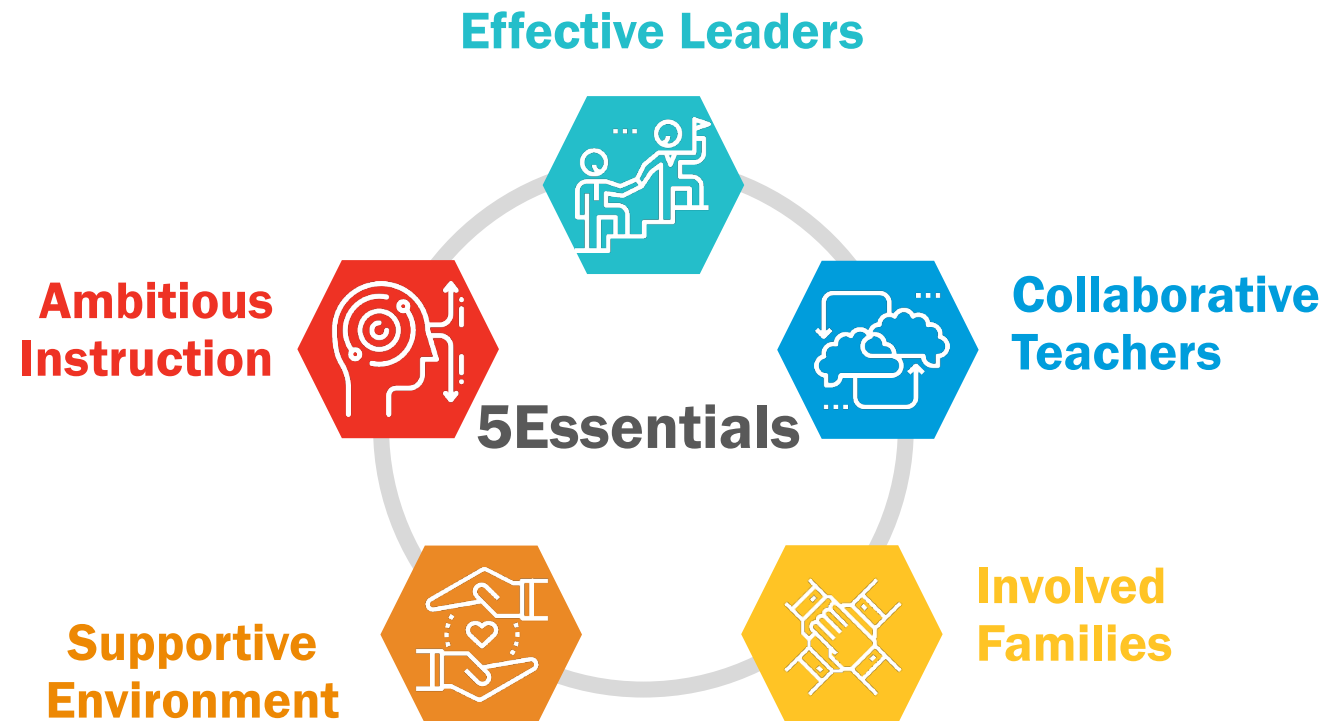 Effective Leaders
Ambitious
Instruction
Collaborative
Teachers
5Essentials
Involved
Families
Supportive
Environment